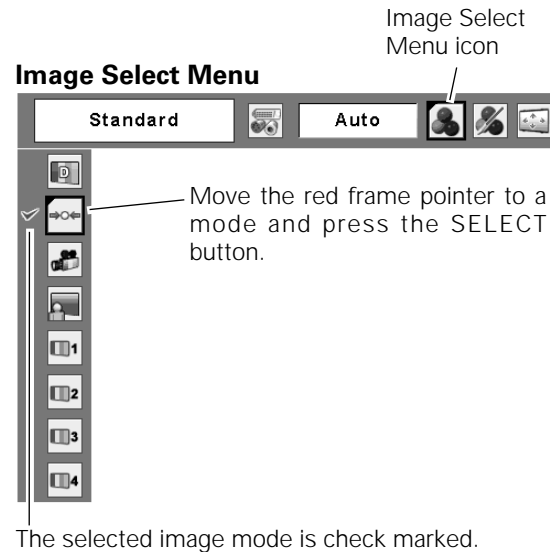 Image Select
Menu icon
Image Select Menu
Standard
Auto
D
Move the red frame pointer to a
mode and press the SELECT
button.
1
2
3
4
The selected image mode is check marked.